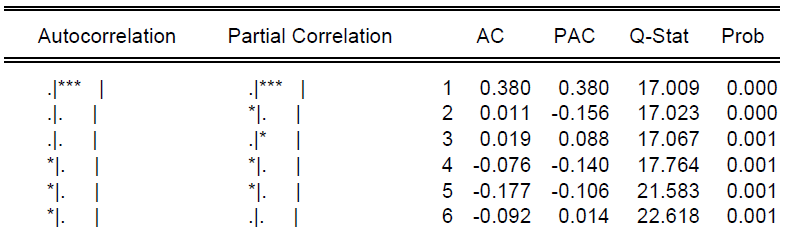 Autocorrelation Partial Correlation AC PAC Q-Stat Prob
.|*** | .|*** | 1 0.380 0.380 17.009 0.000
.|. | *|. | 2 0.011 -0.156 17.023 0.000
.|. | .|* | 3 0.019 0.088 17.067 0.001
*|. | *|. | 4 -0.076 -0.140 17.764 0.001
*|. | *|. | 5 -0.177 -0.106 21.583 0.001
*|. | .|. | 6 -0.092 0.014 22.618 0.001